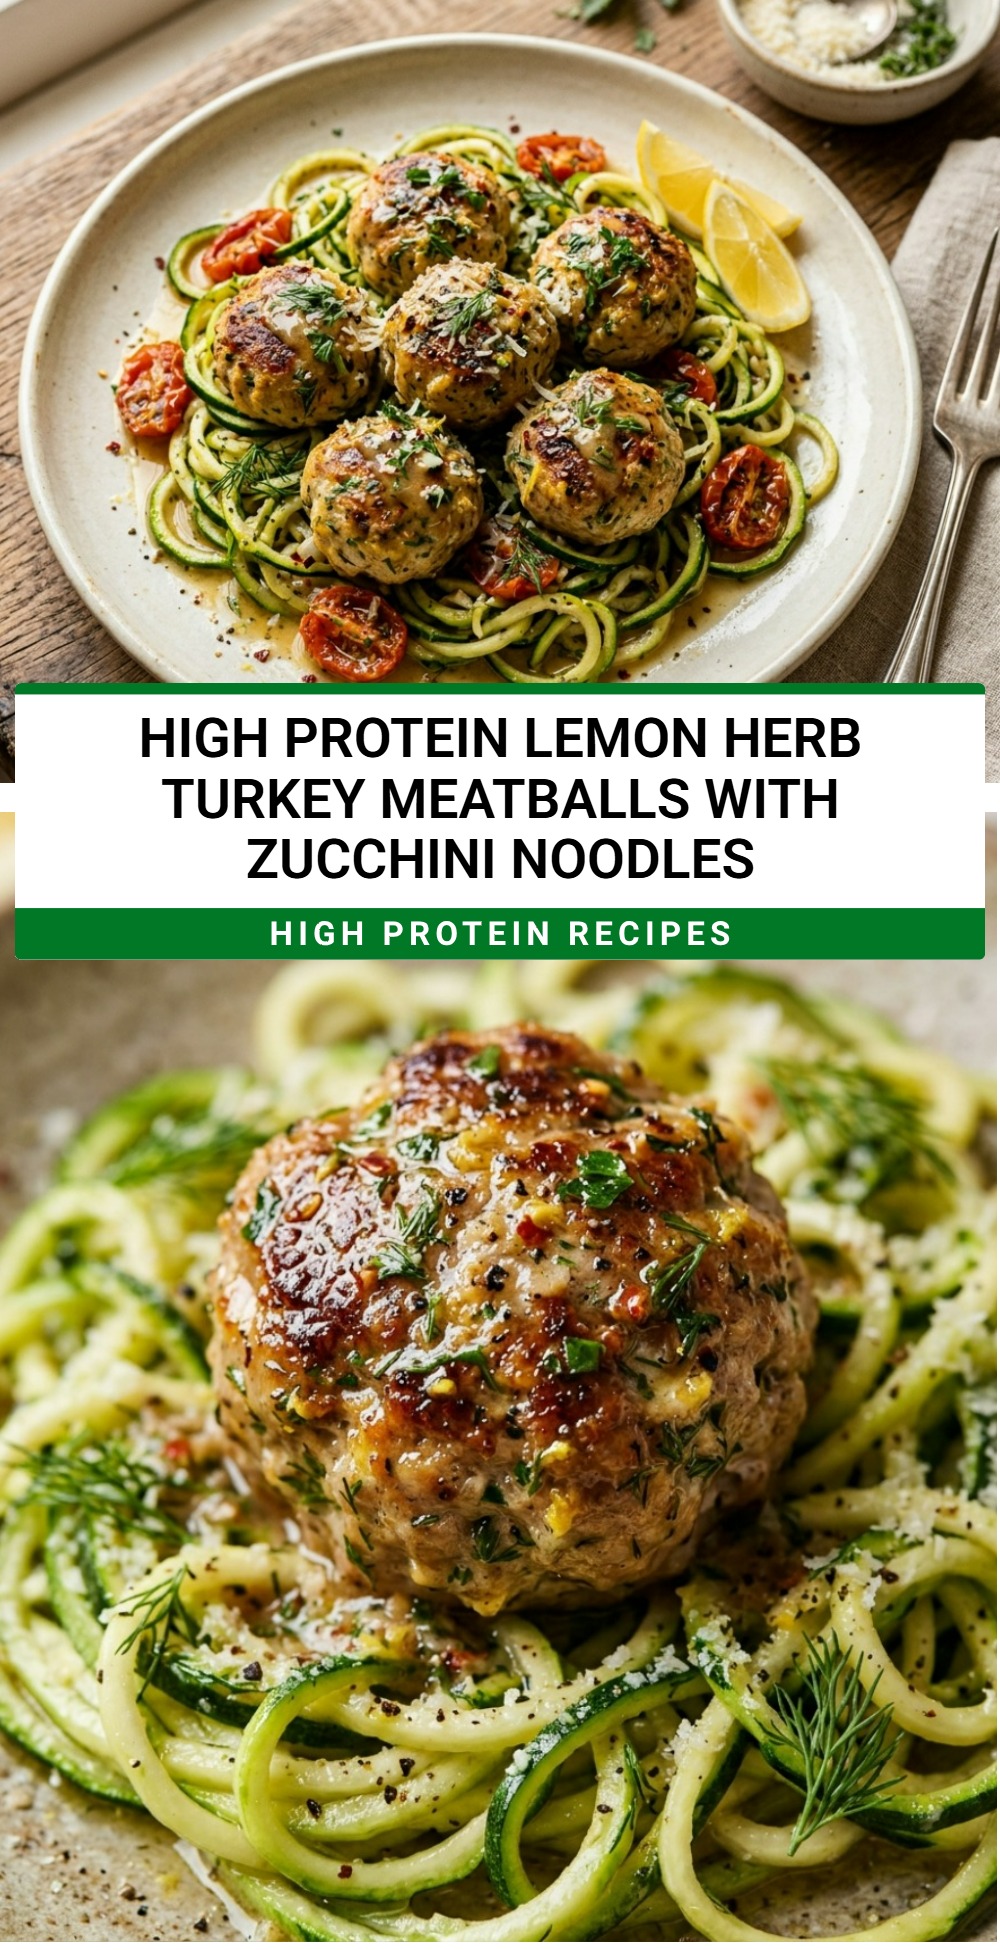 HIGH PROTEIN LEMON HERB
TURKEY MEATBALLS WITH
ZUCCHINI NOODLES
HIGH PROTEIN RECIPES